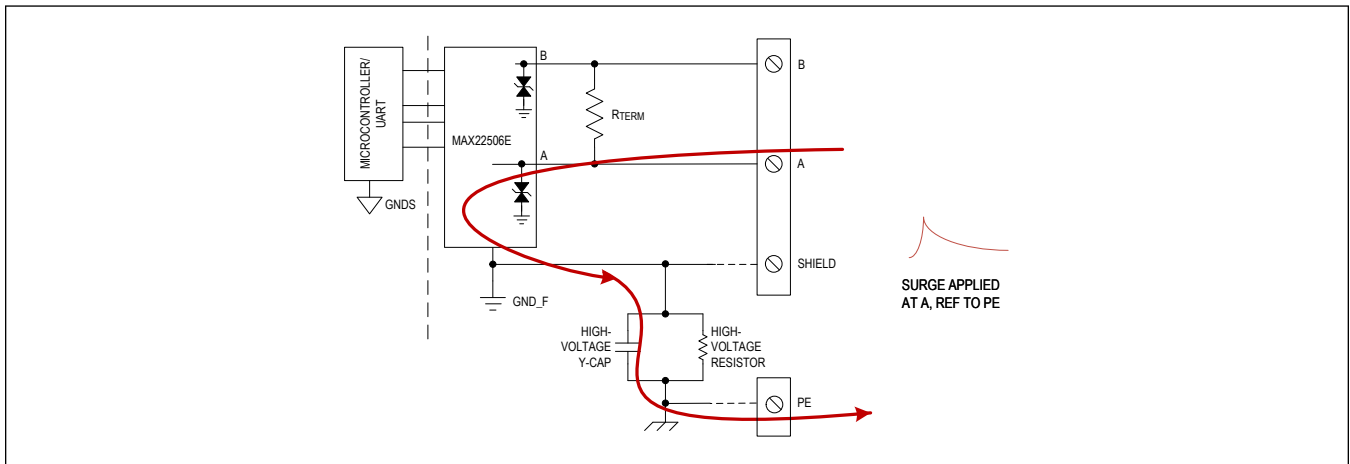 MICROCONTROLLER/
UART
GNDS
MAX22506E
B
A
RTERM
B
A
SHIELD
GND_F
HIGH-
VOLTAGE
Y-CAP
HIGH-
VOLTAGE
RESISTOR
PE
SURGE APPLIED
AT A, REF TO PE